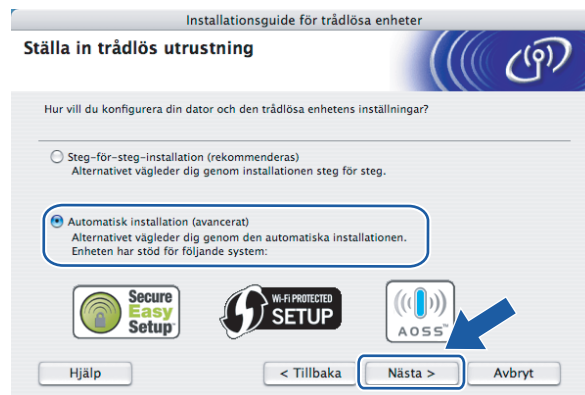 Installationsguide för trådlösa enheter
Ställa in trådlös utrustning
Hur vill du konfigurera din dator och den trådlösa enhetens inställningar?
Steg-för-steg-installation (rekommenderas)
Alternativet vägleder dig genom installationen steg för steg.
Automatisk installation (avancerat)
Alternativet vägleder dig genom den automatiska installationen.
Enheten har stöd för följande system:
Secure
Easy
Setup™
Wi-Fi PROTECTED
SETUP
AOSS™
Hjälp
< Tillbaka
Nästa >
Avbryt